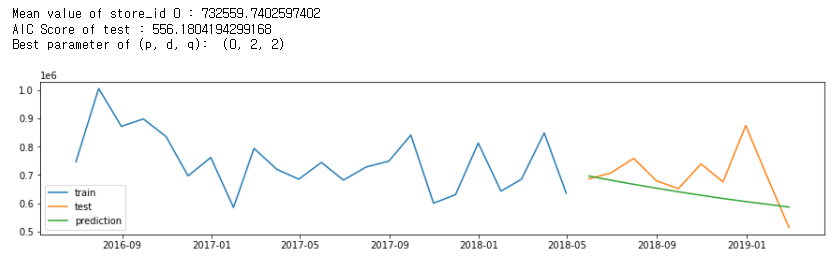 Mean value of store_id 0 : 732559.7402597402
AIC Score of test : 556.1804194299168
Best parameter of (p, d, q):  (0, 2, 2)
1e6
1.0
0.9
0.8
0.7
0.6
0.5
train
test
prediction
2016-09 2017-01 2017-05 2017-09 2018-01 2018-05 2018-09 2019-01